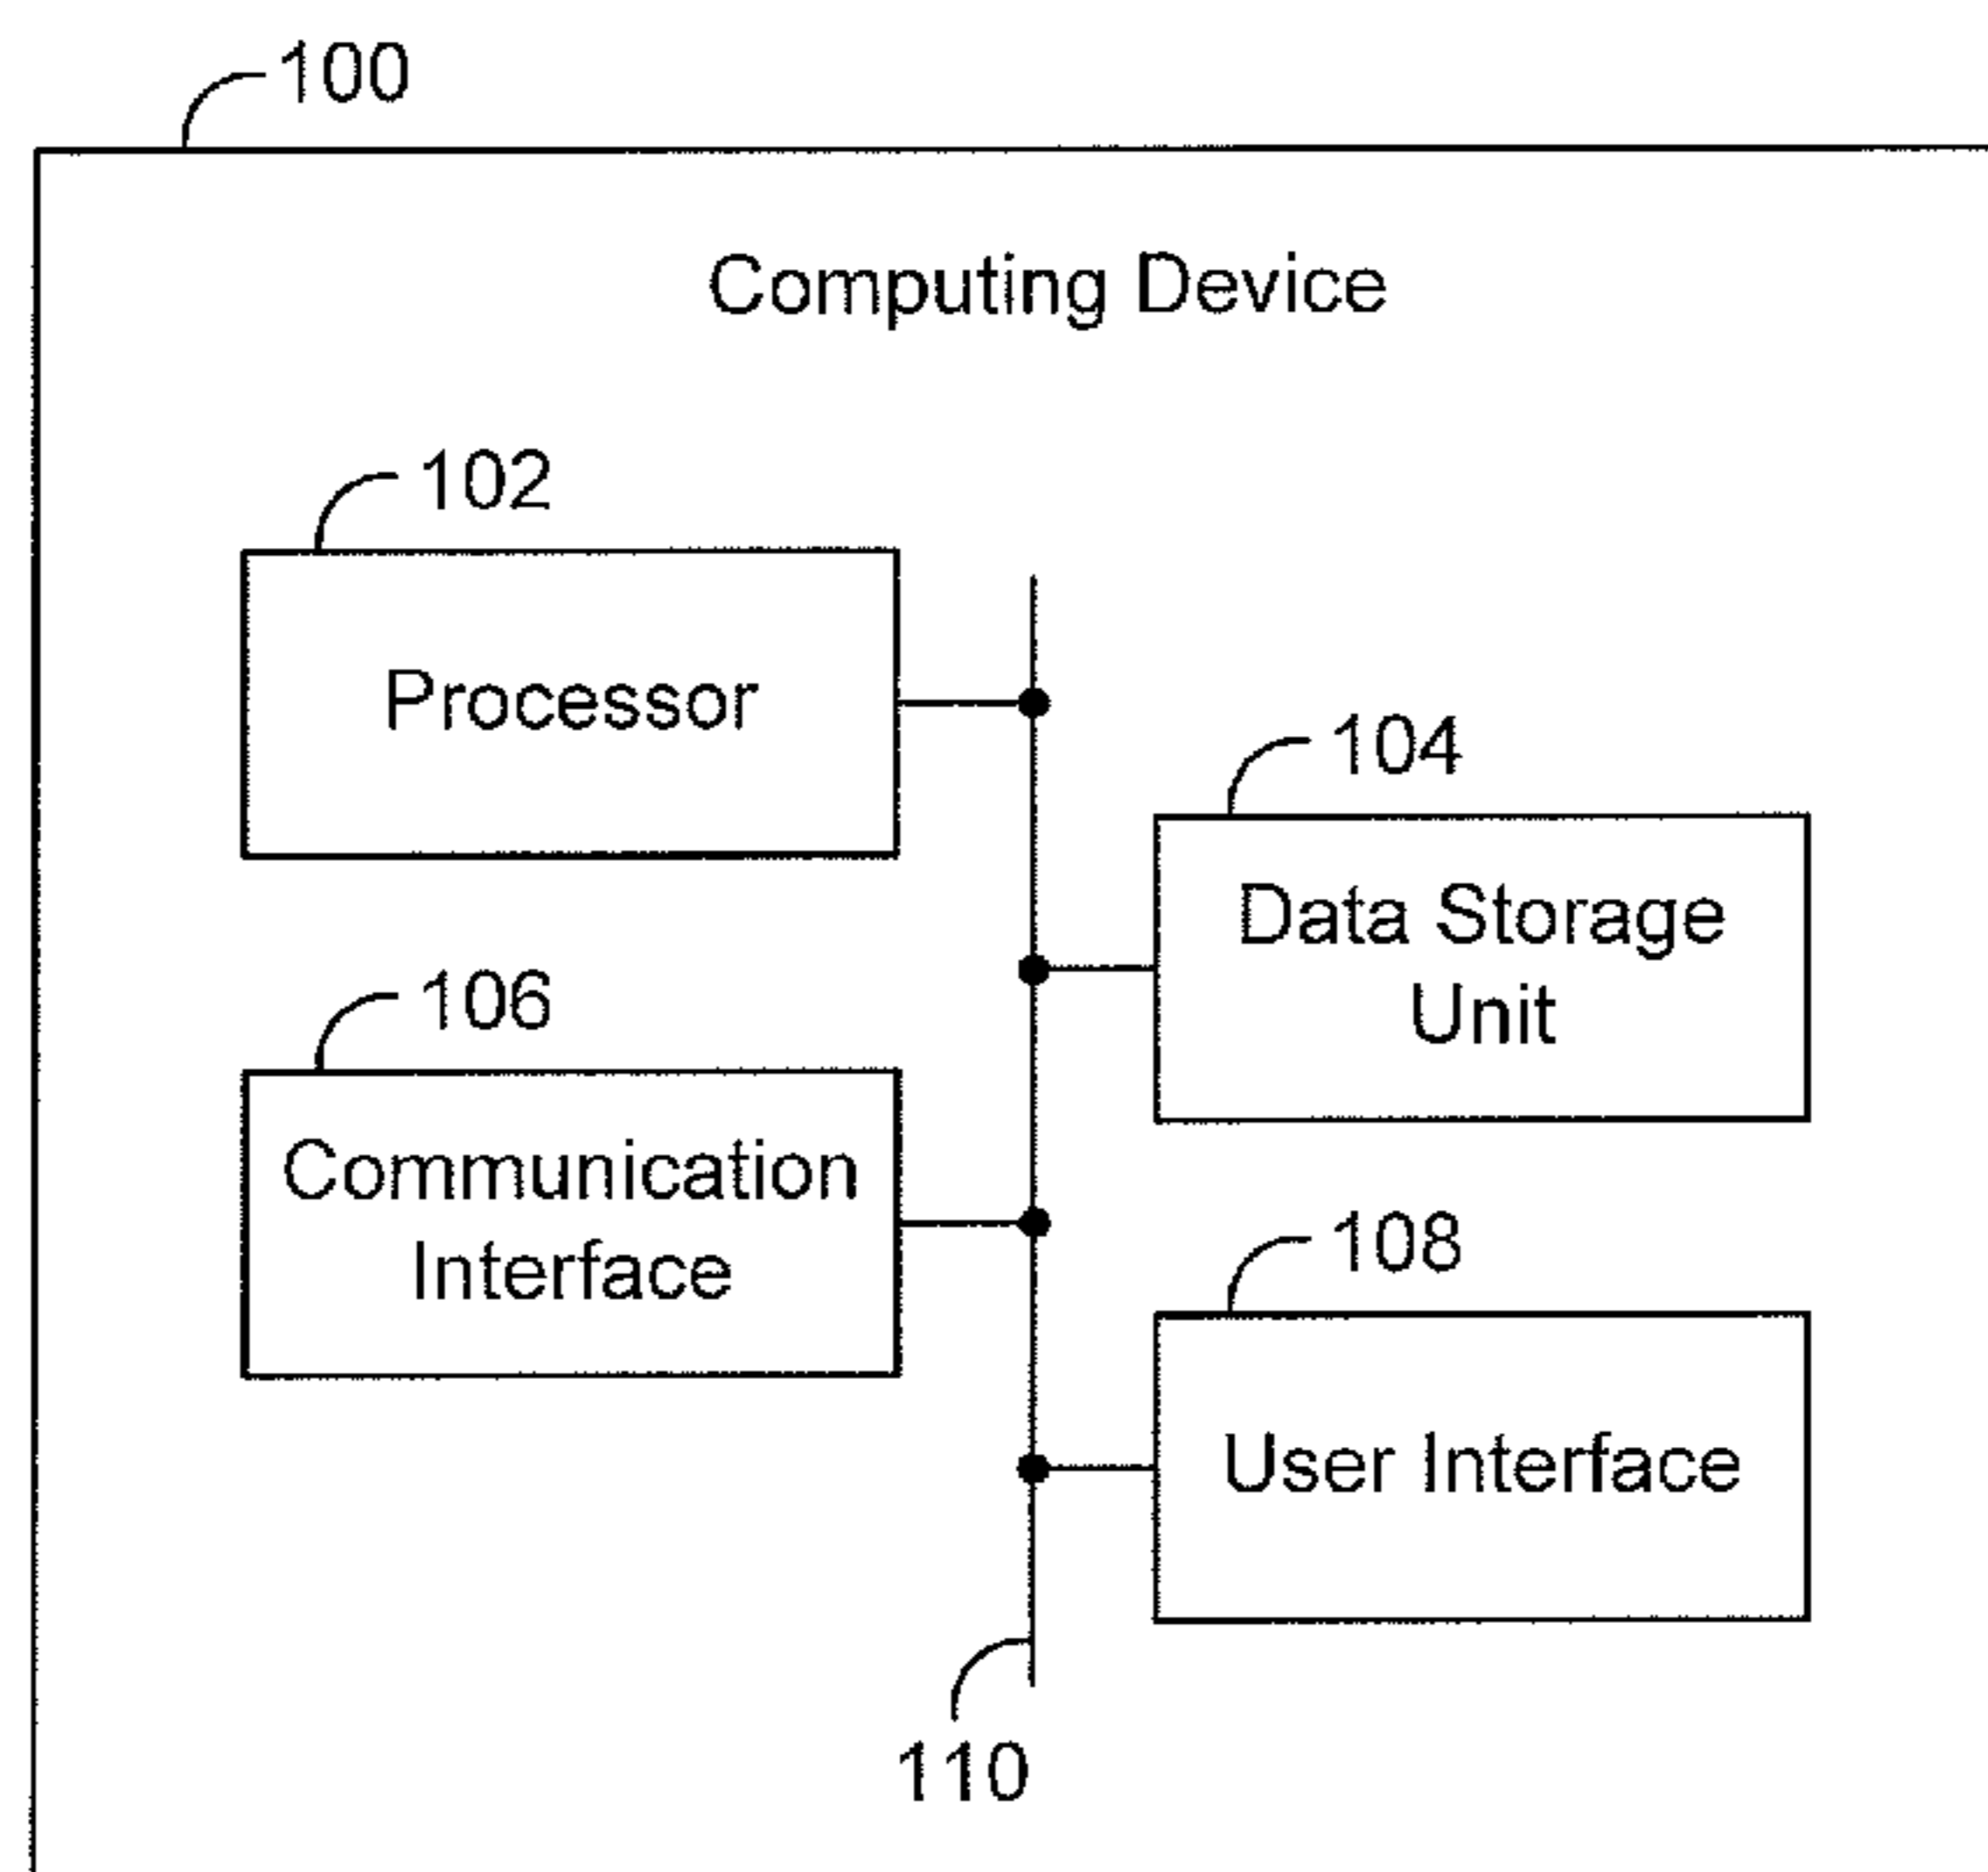 100
Computing Device
102
Processor
104
Data Storage
Unit
106
Communication
Interface
108
User Interface
110